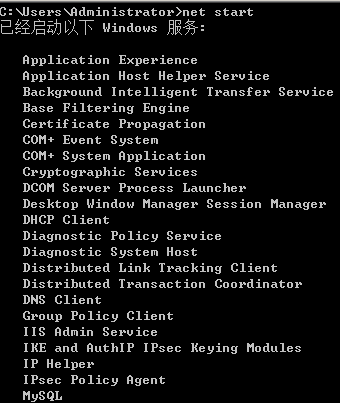 C:\Users\Administrator>net start
已经启动以下 Windows 服务:
Application Experience
Application Host Helper Service
Background Intelligent Transfer Service
Base Filtering Engine
Certificate Propagation
COM+ Event System
COM+ System Application
Cryptographic Services
DCOM Server Process Launcher
Desktop Window Manager Session Manager
DHCP Client
Diagnostic Policy Service
Diagnostic System Host
Distributed Link Tracking Client
Distributed Transaction Coordinator
DNS Client
Group Policy Client
IIS Admin Service
IKE and AuthIP IPsec Keying Modules
IP Helper
IPsec Policy Agent
MySQL